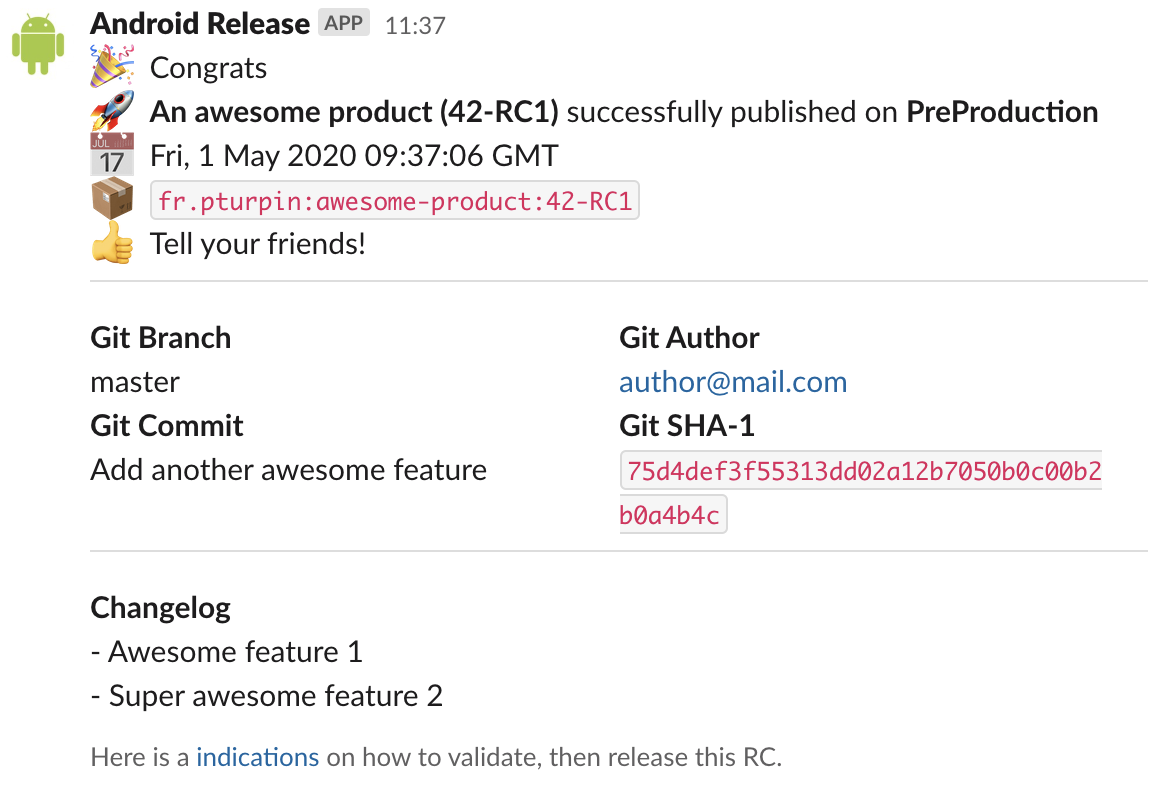 Android Release APP 11:37
Congrats
An awesome product (42-RC1) successfully published on PreProduction
JUL 17
Fri, 1 May 2020 09:37:06 GMT
fr.pturpin:awesome-product:42-RC1
Tell your friends!
Git Branch
Git Author
master
author@mail.com
Git Commit
Git SHA-1
Add another awesome feature
75d4def3f55313dd02a12b7050b0c00b2
b0a4b4c
Changelog
- Awesome feature 1
- Super awesome feature 2
Here is a indications on how to validate, then release this RC.